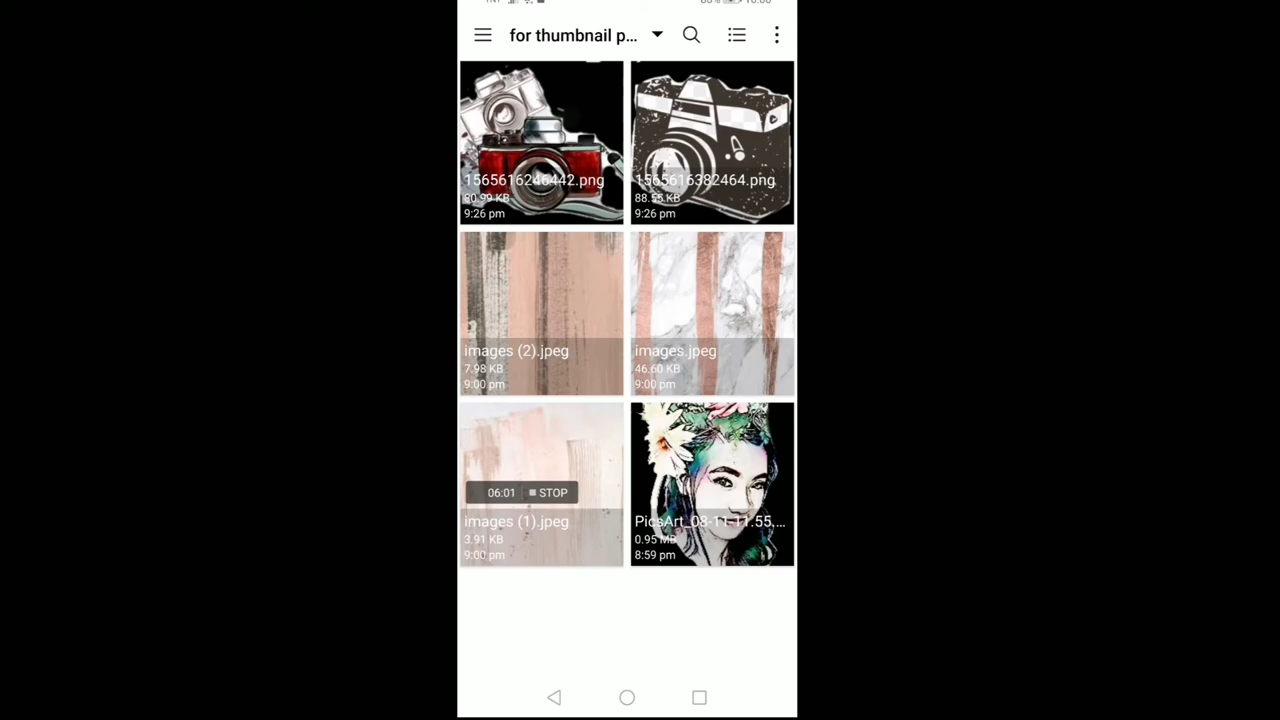 for thumbnail p...
1565616246442.png
80.99 KB
9:26 pm
1565616382464.png
88.55 KB
9:26 pm
images (2).jpeg
7.98 KB
9:00 pm
images.jpeg
46.60 KB
9:00 pm
06:01 STOP
images (1).jpeg
3.91 KB
9:00 pm
PicsArt_08-11-11.55....
0.95 MB
8:59 pm